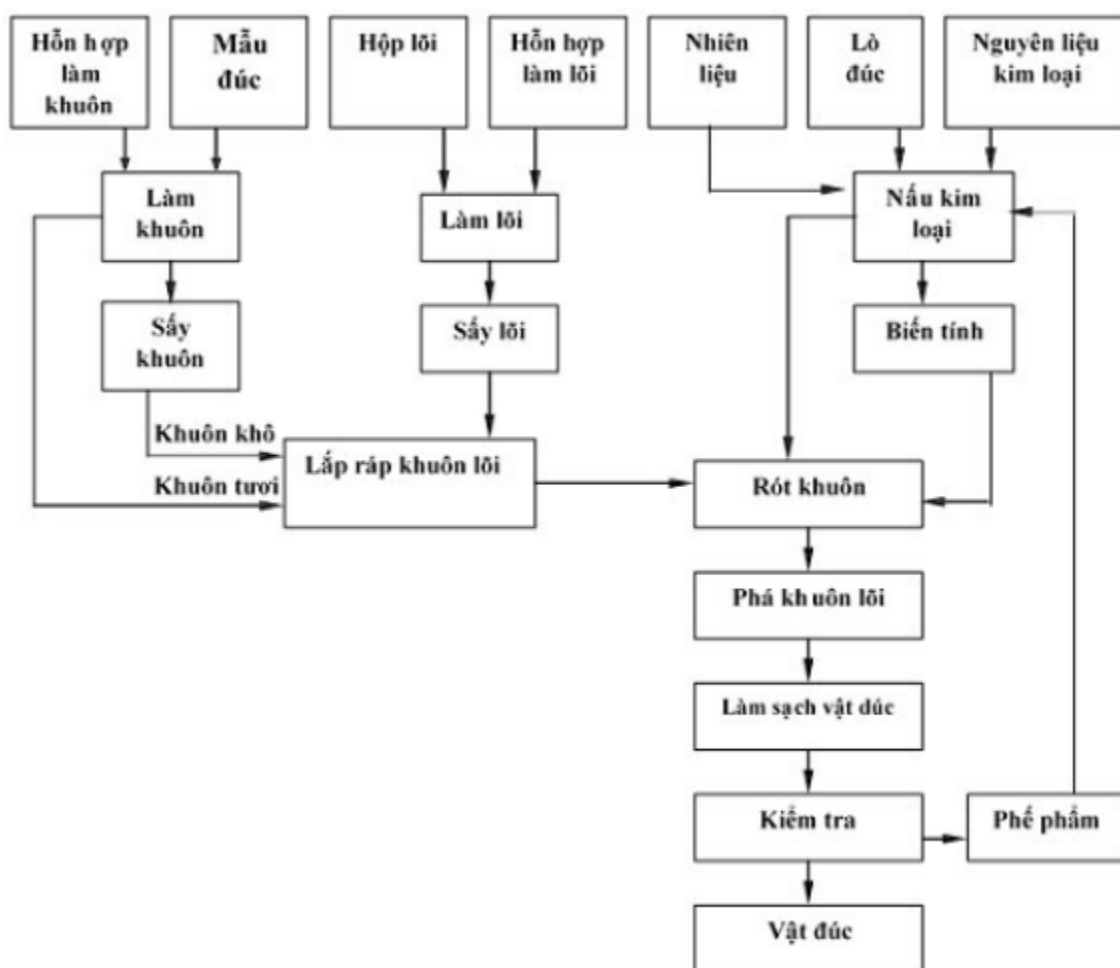 Hỗn hợp
làm
khuôn
Mẫu
đúc
Hộp lõi
Hỗn hợp
làm lõi
Nhiên
liệu
Lò
đúc
Nguyên liệu
kim loại
Làm
khuôn
Làm lõi
Nấu kim
loại
Sấy
khuôn
Sấy lõi
Biến tính
Khuôn khô
Khuôn tươi
Lắp ráp khuôn lõi
Rót khuôn
Phá khuôn lõi
Làm sạch vật dúc
Kiểm tra
Phế phẩm
Vật đúc